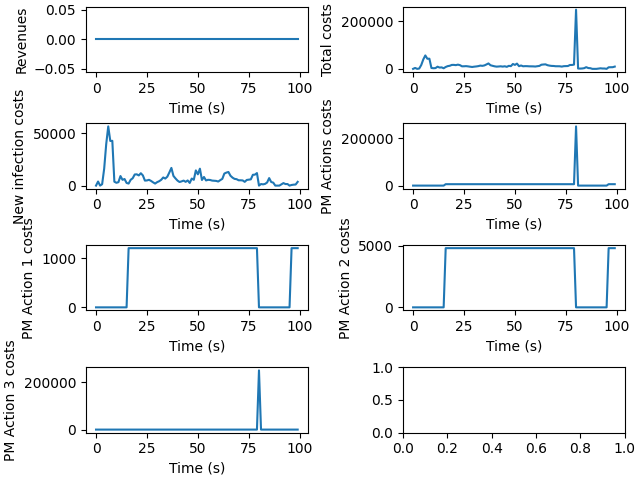 Revenues
0.05
0.00
−0.05
0 25 50 75 100
Time (s)
Total costs
200000
0
0 25 50 75 100
Time (s)
New infection costs
50000
0
0 25 50 75 100
Time (s)
PM Actions costs
200000
0
0 25 50 75 100
Time (s)
PM Action 1 costs
1000
0
0 25 50 75 100
Time (s)
PM Action 2 costs
5000
0
0 25 50 75 100
Time (s)
PM Action 3 costs
200000
0
0 25 50 75 100
Time (s)
1.0
0.5
0.0
0.0 0.2 0.4 0.6 0.8 1.0